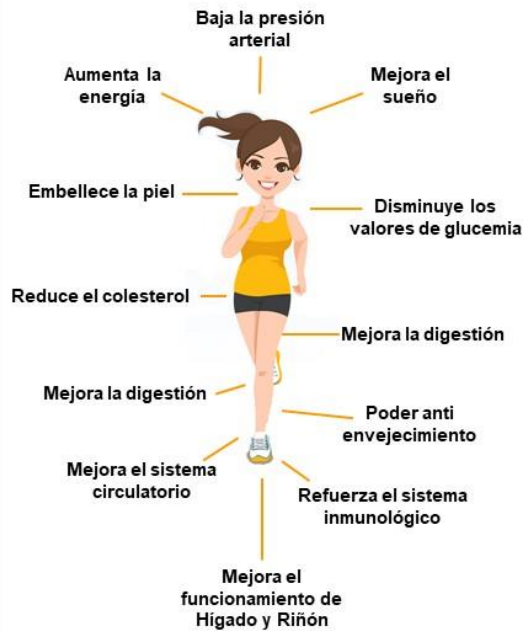 Baja la presión
arterial
Aumenta la
energía
Mejora el
sueño
Embellece la piel
Disminuye los
valores de glucemia
Reduce el colesterol
Mejora la digestión
Mejora la digestión
Poder anti
envejecimiento
Mejora el sistema
circulatorio
Refuerza el sistema
inmunológico
Mejora el
funcionamiento de
Hígado y Riñón